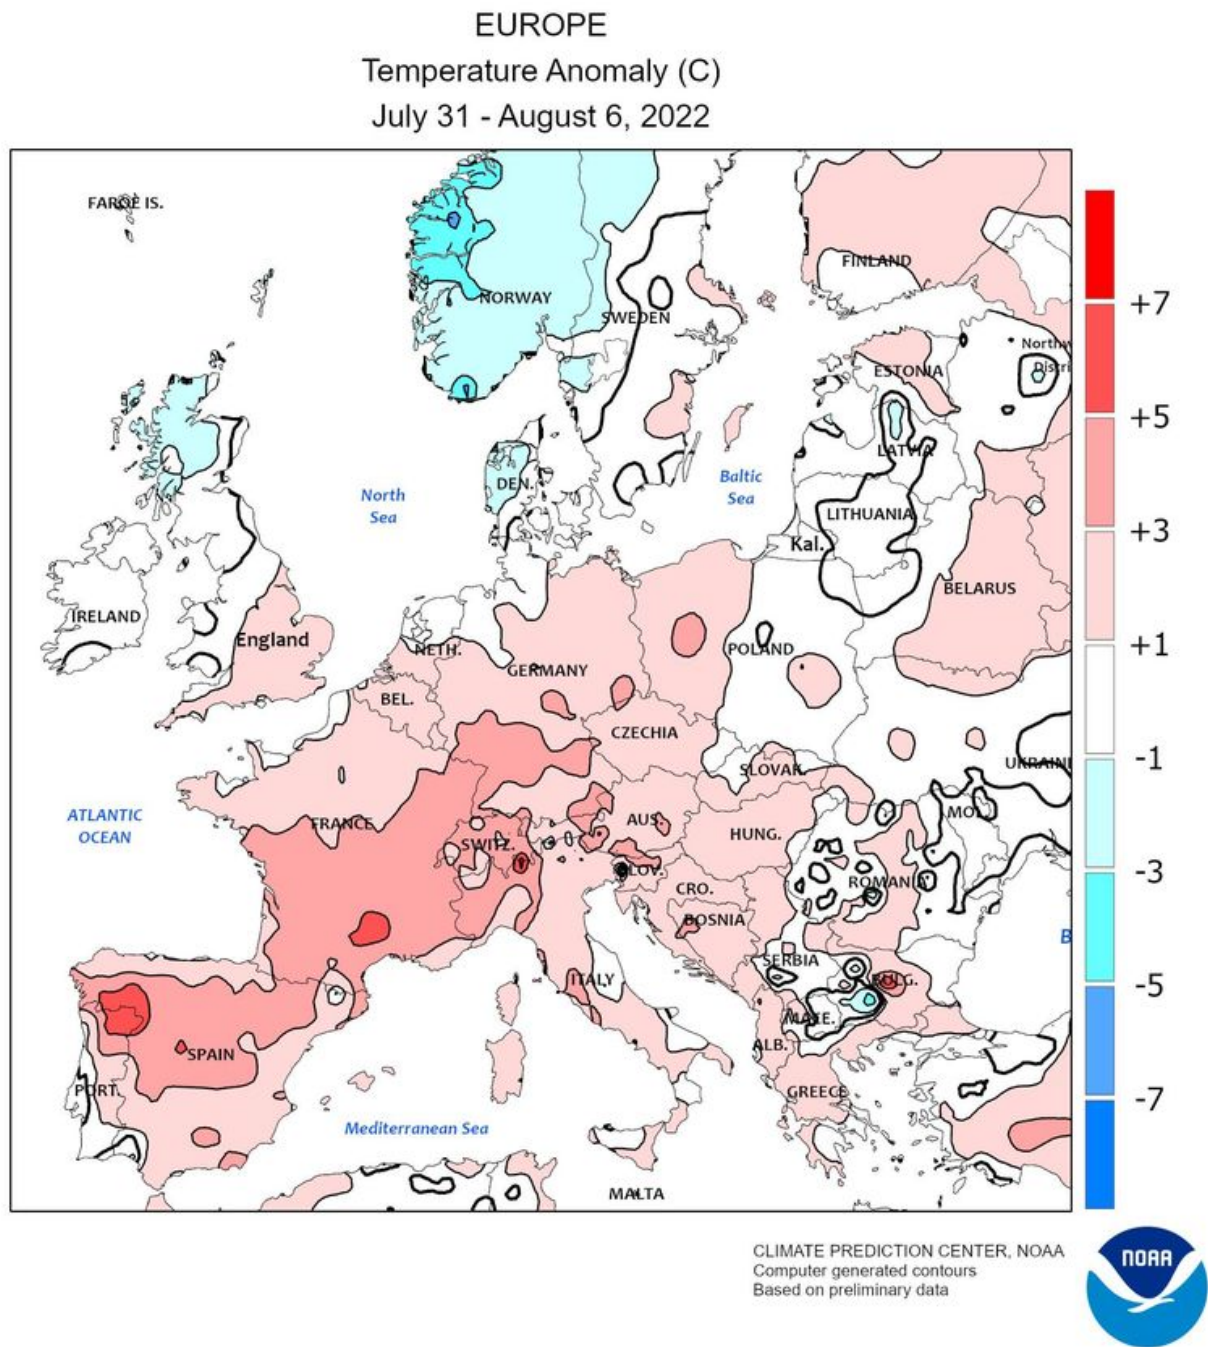 EUROPE
Temperature Anomaly (C)
July 31 - August 6, 2022
FAROE IS.
FINLAND
NORWAY
SWEDEN
+7
Northw
Distri
ESTONIA
+5
LATVIA
DEN.
North
Sea
Baltic
Sea
LITHUANIA
+3
Kal.
BELARUS
IRELAND
England
NETH.
POLAND
+1
GERMANY
BEL.
CZECHIA
-1
UKRAINE
SLOVAK.
ATLANTIC
OCEAN
FRANCE
AUS.
HUNG.
MOL.
SWITZ.
-3
SLOV.
CRO.
ROMANIA
BOSNIA
B
SERBIA
ITALY
BULG.
-5
MACE.
SPAIN
ALB.
PORT.
GREECE
-7
Mediterranean Sea
MALTA
CLIMATE PREDICTION CENTER, NOAA
Computer generated contours
Based on preliminary data
NOAA